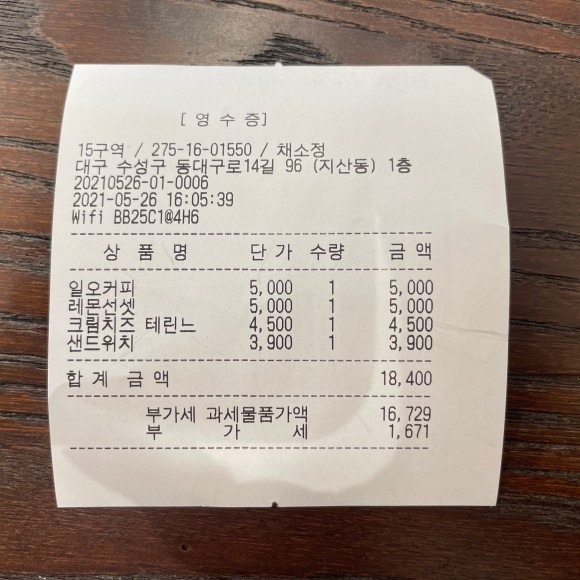 [ 영 수 증]
15구역 / 275-16-01550 / 채소정
대구 수성구 동대구로14길 96 (지산동) 1층
20210526-01-0006
2021-05-26 16:05:39
Wifi BB25C1@4H6
상 품 명 단 가 수량 금 액
일오커피 5,000 1 5,000
레몬선셋 5,000 1 5,000
크림치즈 테린느 4,500 1 4,500
샌드위치 3,900 1 3,900
합 계 금 액 18,400
부가세 과세물품가액 16,729
부 가 세 1,671